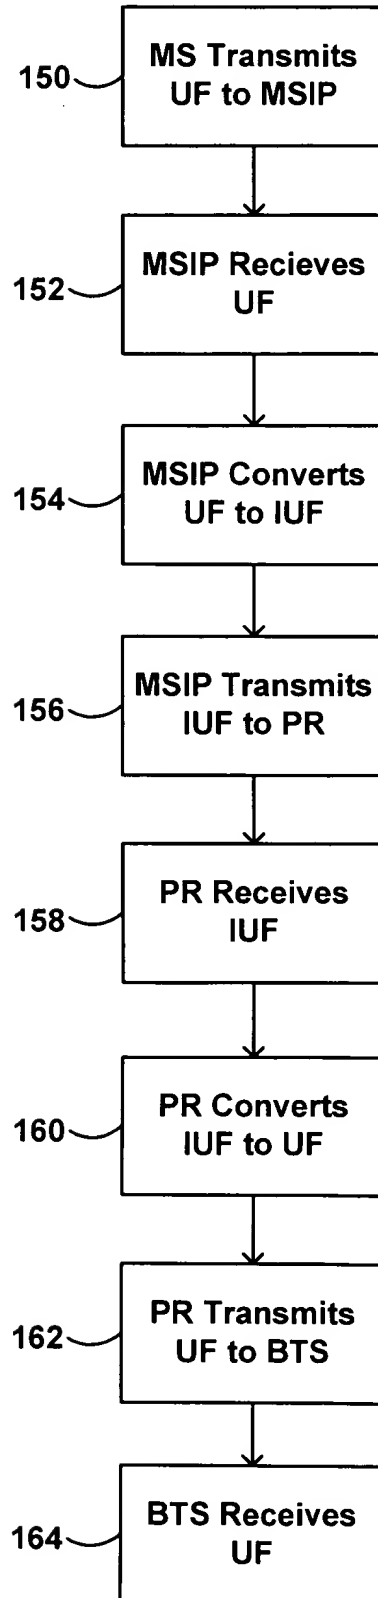 150
MS Transmits
UF to MSIP
152
MSIP Recieves
UF
154
MSIP Converts
UF to IUF
156
MSIP Transmits
IUF to PR
158
PR Receives
IUF
160
PR Converts
IUF to UF
162
PR Transmits
UF to BTS
164
BTS Receives
UF